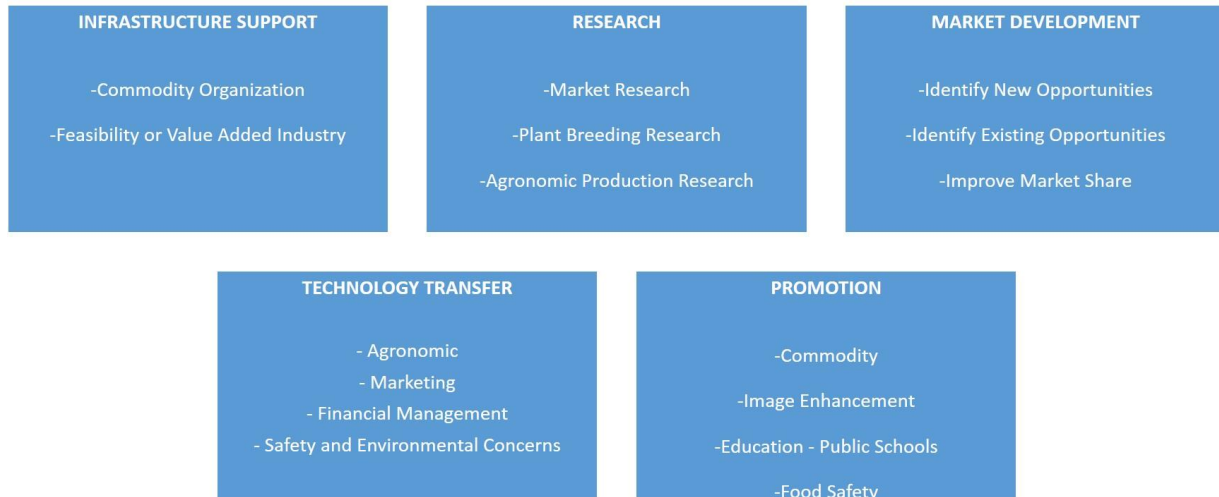 INFRASTRUCTURE SUPPORT
-Commodity Organization
-Feasibility or Value Added Industry
RESEARCH
-Market Research
-Plant Breeding Research
-Agronomic Production Research
MARKET DEVELOPMENT
-Identify New Opportunities
-Identify Existing Opportunities
-Improve Market Share
TECHNOLOGY TRANSFER
- Agronomic
- Marketing
- Financial Management
- Safety and Environmental Concerns
PROMOTION
-Commodity
-Image Enhancement
-Education - Public Schools
-Food Safety